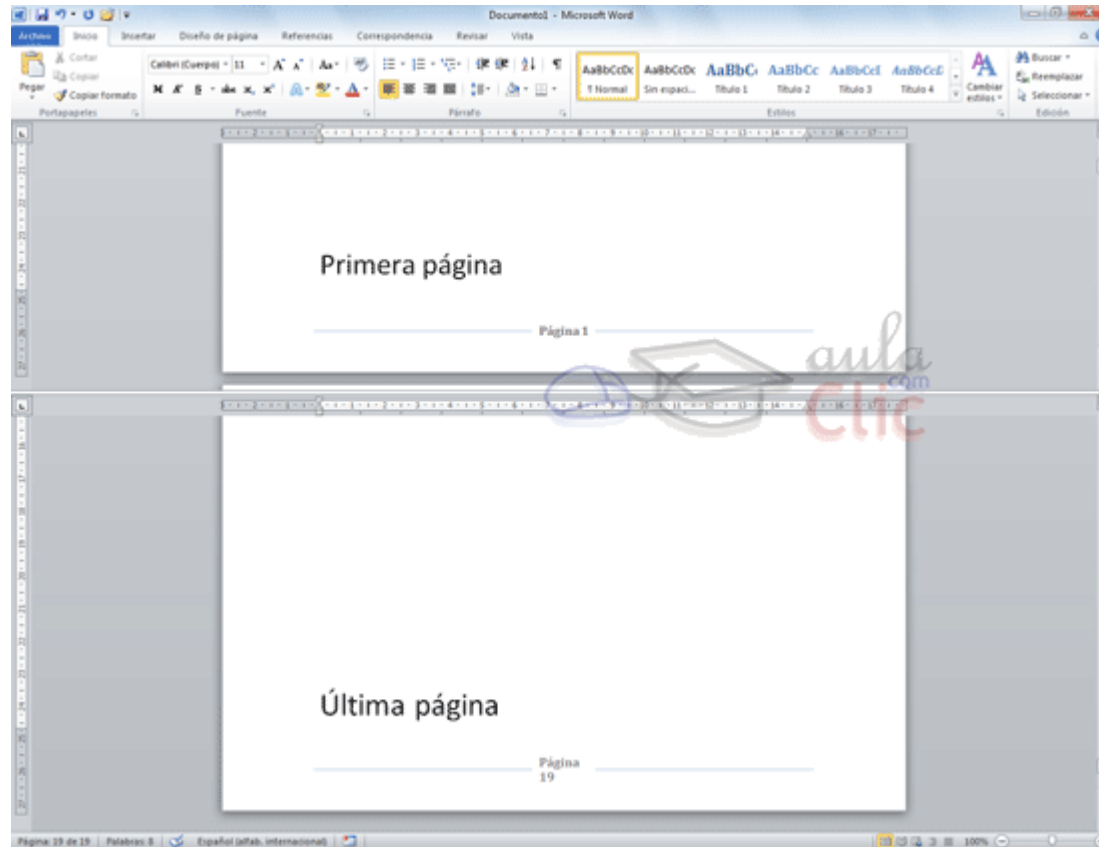 Documento1 - Microsoft Word
Archivo Inicio Insertar Diseño de página Referencias Correspondencia Revisar Vista
Pegar
Cortar
Copiar
Copiar formato
Portapapeles
Calibri (Cuerpo) 11
Fuente
Párrafo
AaBbCcDc AaBbCcDc AaBbC AaBbCc AaBbCcI AaBbCcL
¶ Normal Sin espaci... Título 1 Título 2 Título 3 Título 4
Cambiar estilos
Estilos
Buscar
Reemplazar
Seleccionar
Edición
Primera página
Página 1
aula
.com
Clic
Última página
Página
19
Página: 19 de 19 Palabras: 8 Español (alfab. internacional) 100%